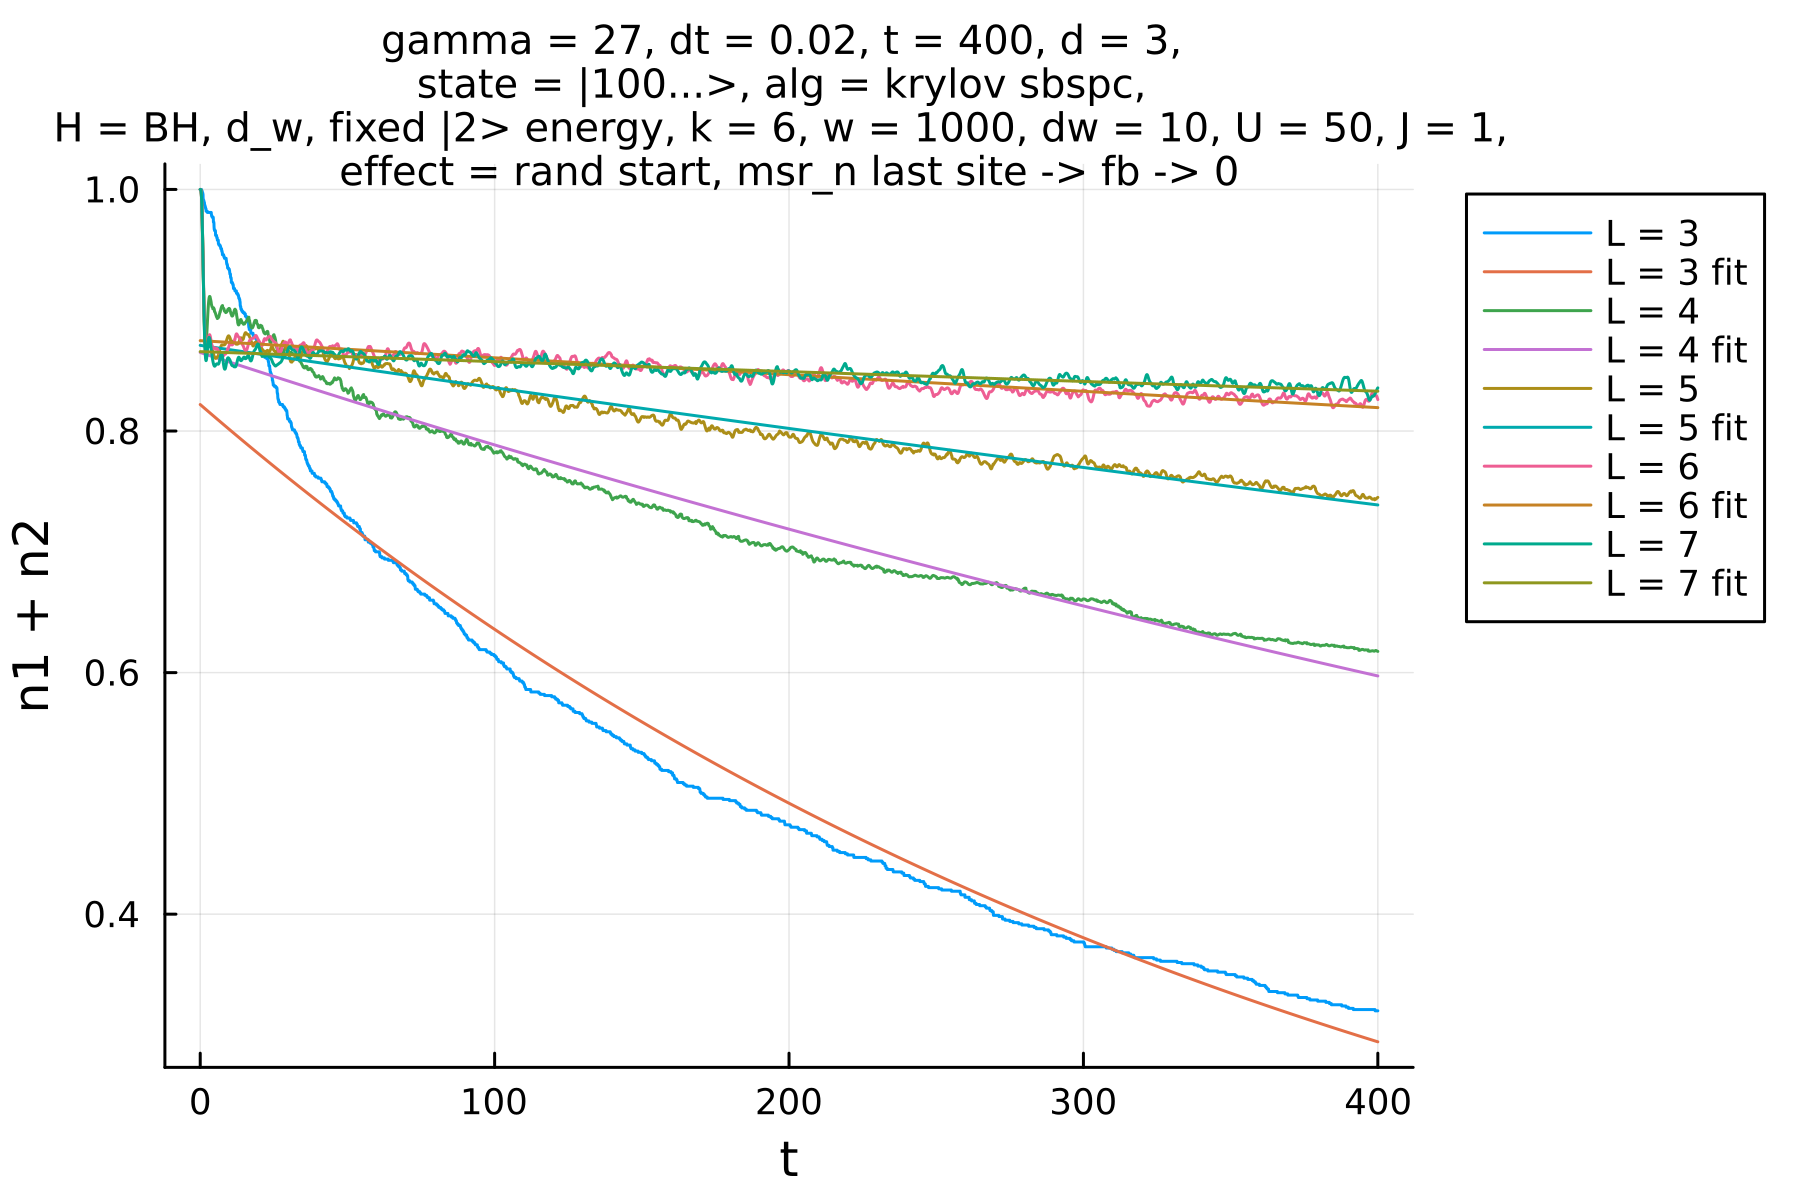 gamma = 27, dt = 0.02, t = 400, d = 3,
state = |100...>, alg = krylov sbspc,
H = BH, d_w, fixed |2> energy, k = 6, w = 1000, dw = 10, U = 50, J = 1,
effect = rand start, msr_n last site -> fb -> 0
1.0
0.8
0.6
0.4
n1 + n2
0 100 200 300 400
t
L = 3
L = 3 fit
L = 4
L = 4 fit
L = 5
L = 5 fit
L = 6
L = 6 fit
L = 7
L = 7 fit